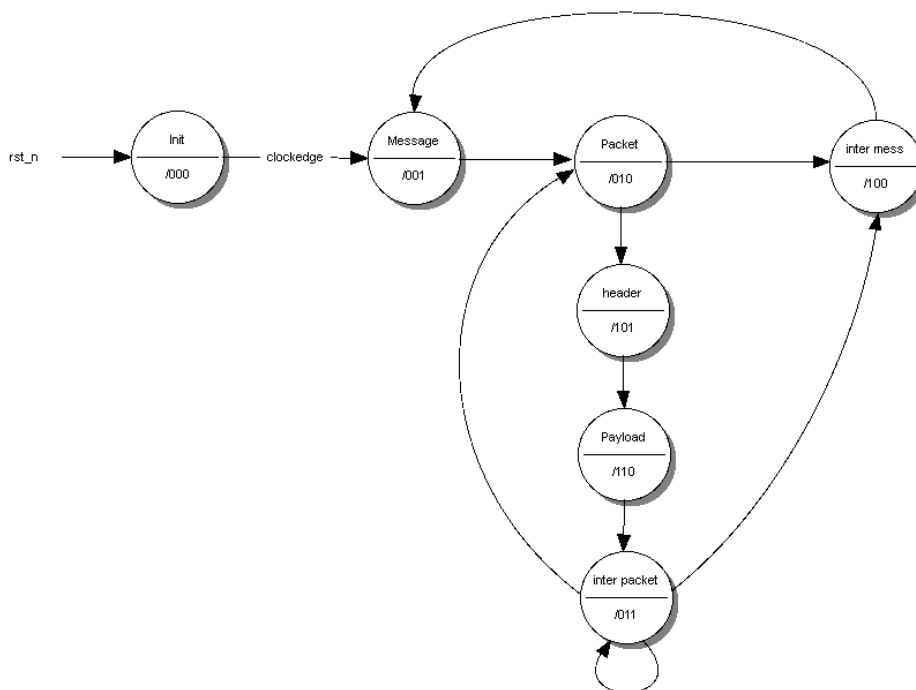 rst_n
Init
/000
clockedge
Message
/001
Packet
/010
inter mess
/100
header
/101
Payload
/110
inter packet
/011